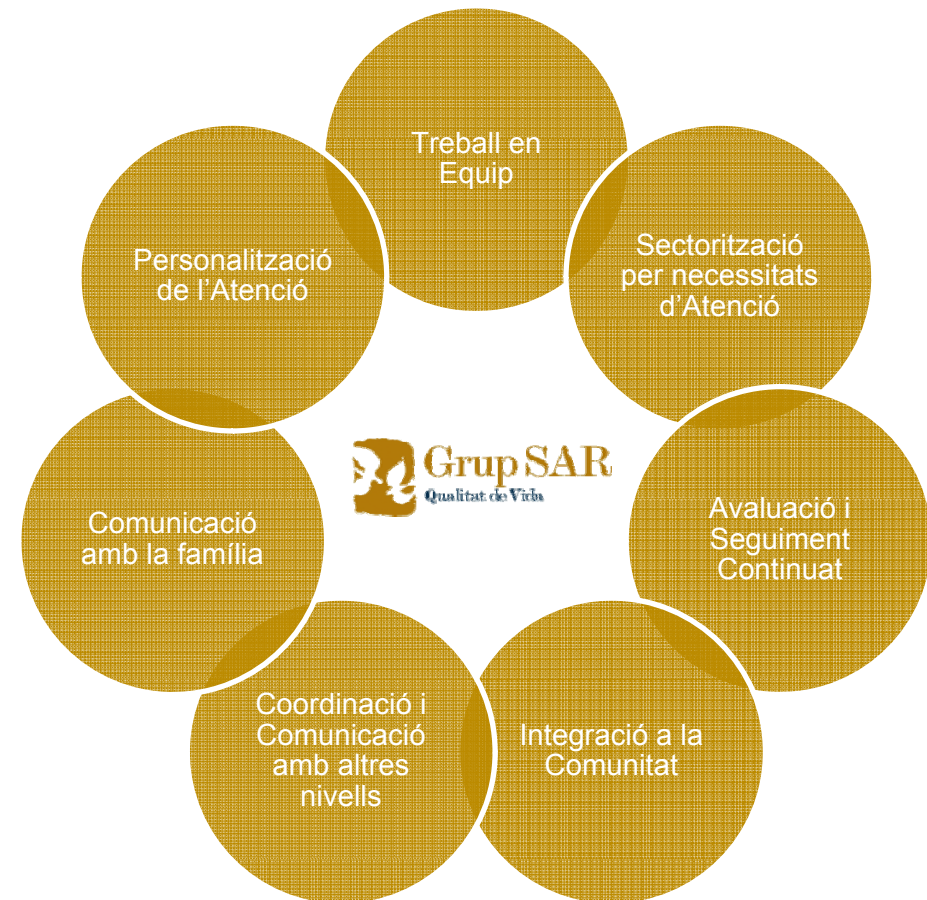 Treball en
Equip
Sectorització
per necessitats
d’Atenció
Avaluació i
Seguiment
Continuat
Integració a la
Comunitat
Coordinació i
Comunicació
amb altres
nivells
Comunicació
amb la família
Personalització
de l’Atenció
Grup SAR
Qualitat de Vida